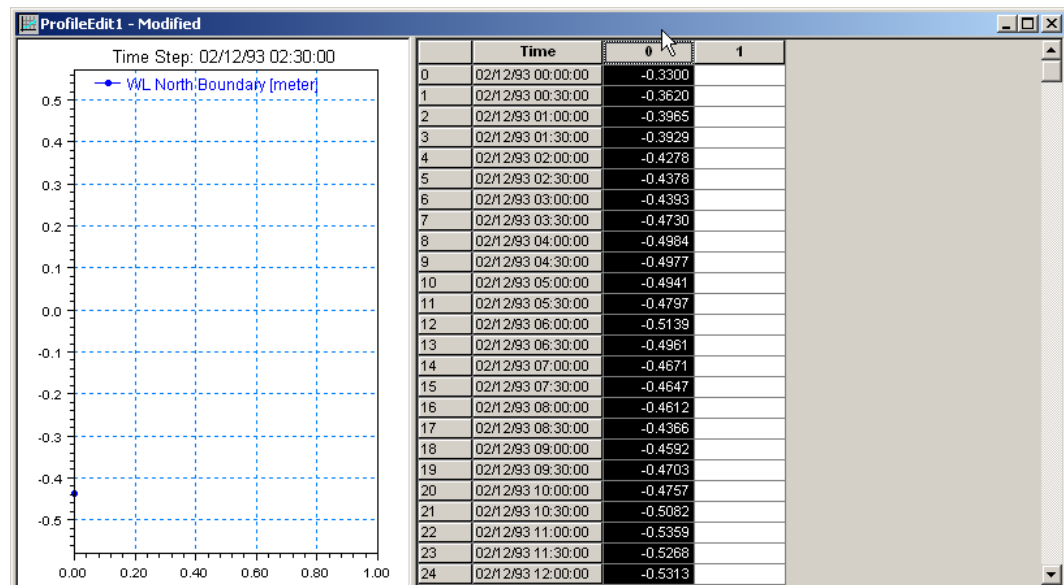 ProfileEdit1 - Modified
Time Step: 02/12/93 02:30:00
WL North Boundary [meter]
0.5
0.4
0.3
0.2
0.1
0.0
-0.1
-0.2
-0.3
-0.4
-0.5
0.00 0.20 0.40 0.60 0.80 1.00
Time 0 1
0 02/12/93 00:00:00 -0.3300
1 02/12/93 00:30:00 -0.3620
2 02/12/93 01:00:00 -0.3965
3 02/12/93 01:30:00 -0.3929
4 02/12/93 02:00:00 -0.4278
5 02/12/93 02:30:00 -0.4378
6 02/12/93 03:00:00 -0.4393
7 02/12/93 03:30:00 -0.4730
8 02/12/93 04:00:00 -0.4984
9 02/12/93 04:30:00 -0.4977
10 02/12/93 05:00:00 -0.4941
11 02/12/93 05:30:00 -0.4797
12 02/12/93 06:00:00 -0.5139
13 02/12/93 06:30:00 -0.4961
14 02/12/93 07:00:00 -0.4671
15 02/12/93 07:30:00 -0.4647
16 02/12/93 08:00:00 -0.4612
17 02/12/93 08:30:00 -0.4366
18 02/12/93 09:00:00 -0.4592
19 02/12/93 09:30:00 -0.4703
20 02/12/93 10:00:00 -0.4757
21 02/12/93 10:30:00 -0.5082
22 02/12/93 11:00:00 -0.5359
23 02/12/93 11:30:00 -0.5268
24 02/12/93 12:00:00 -0.5313